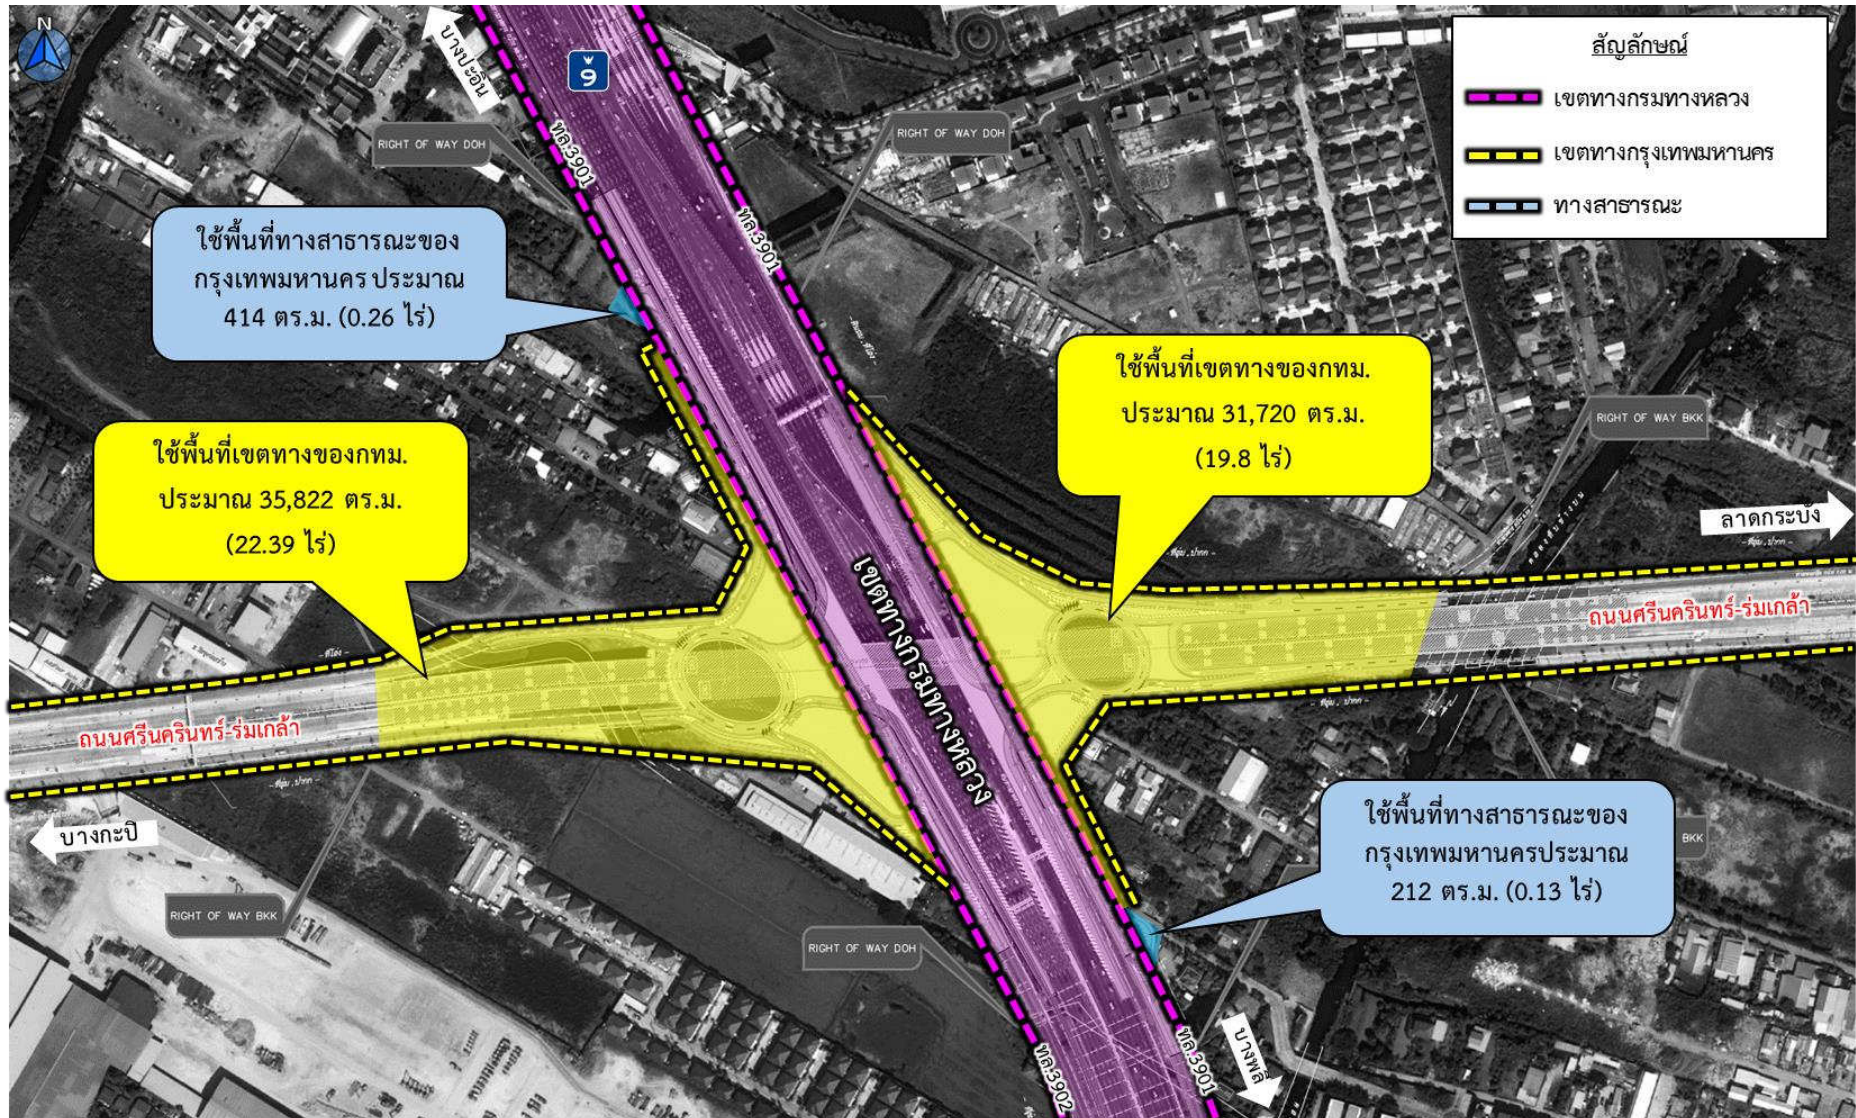 N
บางปะอิน
9
สัญลักษณ์
เขตทางกรมทางหลวง
เขตทางกรุงเทพมหานคร
ทางสาธารณะ
RIGHT OF WAY DOH
RIGHT OF WAY DOH
ทล.3901
ทล.3901
ใช้พื้นที่ทางสาธารณะของ
กรุงเทพมหานคร ประมาณ
414 ตร.ม. (0.26 ไร่)
ใช้พื้นที่เขตทางของกทม.
ประมาณ 31,720 ตร.ม.
(19.8 ไร่)
RIGHT OF WAY BKK
ใช้พื้นที่เขตทางของกทม.
ประมาณ 35,822 ตร.ม.
(22.39 ไร่)
ลาดกระบัง
ถนนศรีนครินทร์-ร่มเกล้า
เขตทางกรมทางหลวง
ถนนศรีนครินทร์-ร่มเกล้า
บางกะปิ
ใช้พื้นที่ทางสาธารณะของ
กรุงเทพมหานครประมาณ
212 ตร.ม. (0.13 ไร่)
BKK
RIGHT OF WAY BKK
RIGHT OF WAY DOH
ทล.3902
ทล.3901
บางพลี